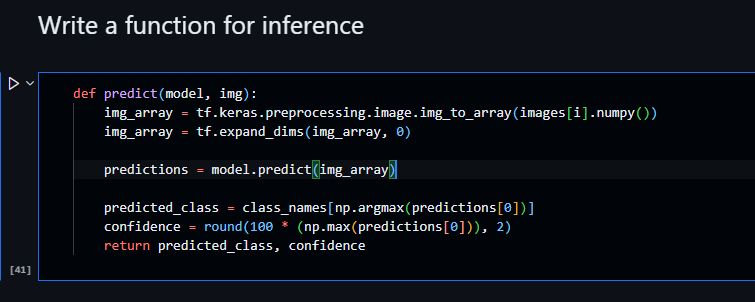 Write a function for inference
def predict(model, img):
    img_array = tf.keras.preprocessing.image.img_to_array(images[i].numpy())
    img_array = tf.expand_dims(img_array, 0)
    predictions = model.predict(img_array)
    predicted_class = class_names[np.argmax(predictions[0])]
    confidence = round(100 * (np.max(predictions[0])), 2)
    return predicted_class, confidence
[41]